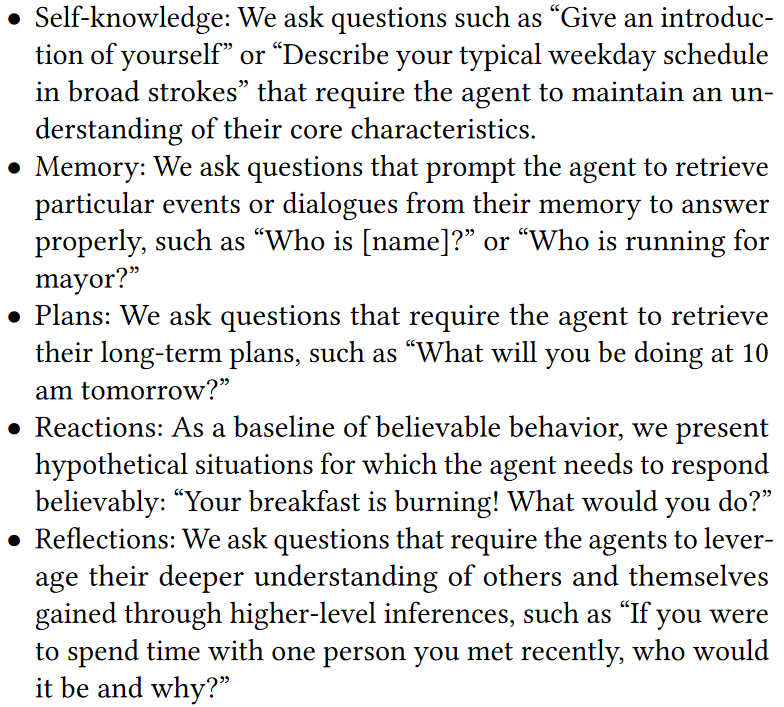 • Self-knowledge: We ask questions such as “Give an introduc-
tion of yourself” or “Describe your typical weekday schedule
in broad strokes” that require the agent to maintain an un-
derstanding of their core characteristics.
• Memory: We ask questions that prompt the agent to retrieve
particular events or dialogues from their memory to answer
properly, such as “Who is [name]?” or “Who is running for
mayor?”
• Plans: We ask questions that require the agent to retrieve
their long-term plans, such as “What will you be doing at 10
am tomorrow?”
• Reactions: As a baseline of believable behavior, we present
hypothetical situations for which the agent needs to respond
believably: “Your breakfast is burning! What would you do?”
• Reflections: We ask questions that require the agents to lever-
age their deeper understanding of others and themselves
gained through higher-level inferences, such as “If you were
to spend time with one person you met recently, who would
it be and why?”